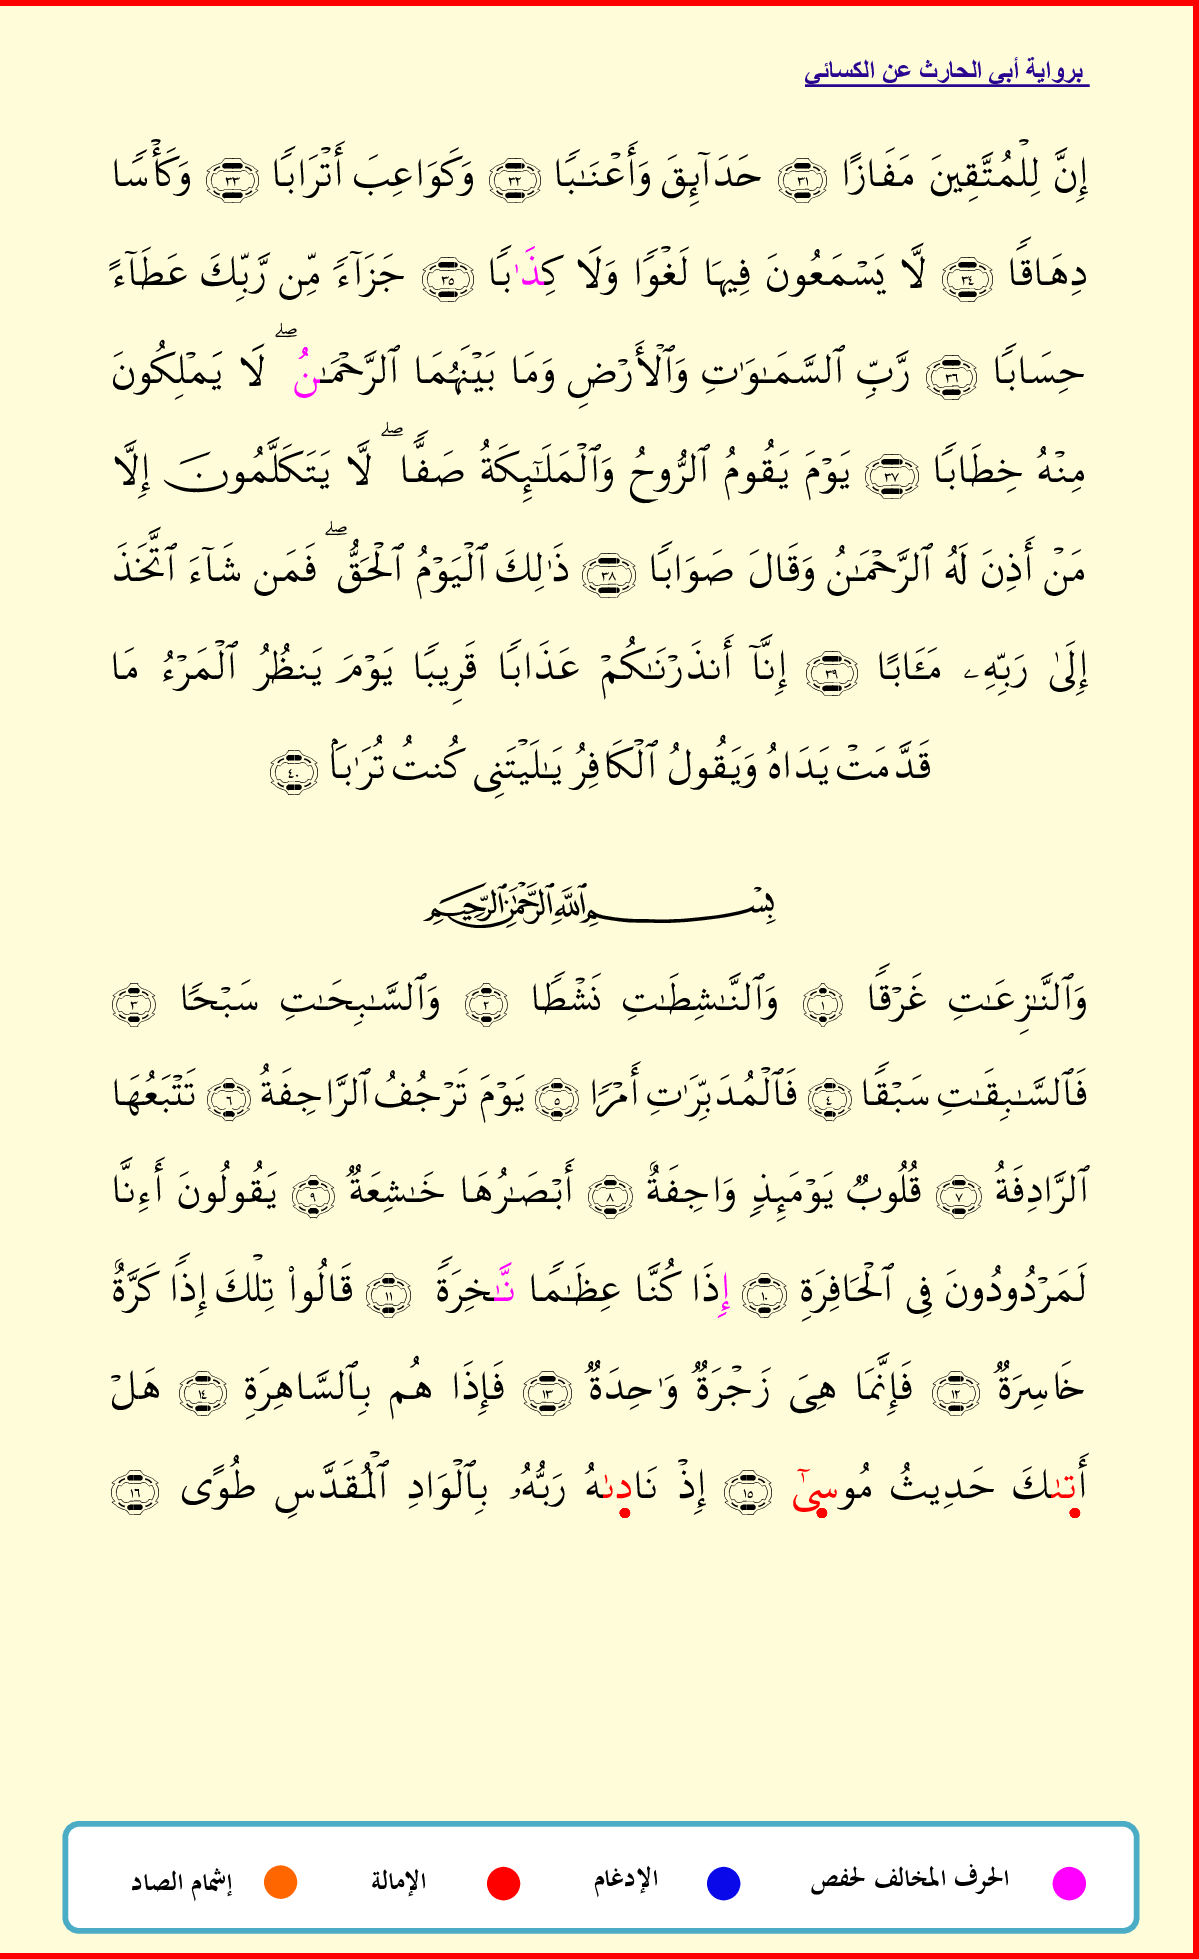 برواية أبي الحارث عن الكسائي
إِنَّ لِلْمُتَّقِينَ مَفَازًا ٣١ حَدَآئِقَ وَأَعْنَـٰبًا ٣٢ وَكَوَاعِبَ أَتْرَابًا ٣٣ وَكَأْسًا
دِهَاقًا ٣٤ لَّا يَسْمَعُونَ فِيهَا لَغْوًا وَلَا كِذَٰبًا ٣٥ جَزَآءً مِّن رَّبِّكَ عَطَآءً
حِسَابًا ٣٦ رَّبِّ ٱلسَّمَـٰوَٰتِ وَٱلْأَرْضِ وَمَا بَيْنَهُمَا ٱلرَّحْمَـٰنُ ۖ لَا يَمْلِكُونَ
مِنْهُ خِطَابًا ٣٧ يَوْمَ يَقُومُ ٱلرُّوحُ وَٱلْمَلَـٰٓئِكَةُ صَفًّا ۖ لَّا يَتَكَلَّمُونَ إِلَّا
مَنْ أَذِنَ لَهُ ٱلرَّحْمَـٰنُ وَقَالَ صَوَابًا ٣٨ ذَٰلِكَ ٱلْيَوْمُ ٱلْحَقُّ ۖ فَمَن شَآءَ ٱتَّخَذَ
إِلَىٰ رَبِّهِۦ مَـَٔابًا ٣٩ إِنَّآ أَنذَرْنَـٰكُمْ عَذَابًا قَرِيبًا يَوْمَ يَنظُرُ ٱلْمَرْءُ مَا
قَدَّمَتْ يَدَاهُ وَيَقُولُ ٱلْكَافِرُ يَـٰلَيْتَنِى كُنتُ تُرَٰبَۢا ٤٠
بِسْمِ ٱللَّهِ ٱلرَّحْمَـٰنِ ٱلرَّحِيمِ
وَٱلنَّـٰزِعَـٰتِ غَرْقًا ١ وَٱلنَّـٰشِطَـٰتِ نَشْطًا ٢ وَٱلسَّـٰبِحَـٰتِ سَبْحًا ٣
فَٱلسَّـٰبِقَـٰتِ سَبْقًا ٤ فَٱلْمُدَبِّرَٰتِ أَمْرًا ٥ يَوْمَ تَرْجُفُ ٱلرَّاجِفَةُ ٦ تَتْبَعُهَا
ٱلرَّادِفَةُ ٧ قُلُوبٌ يَوْمَئِذٍ وَاجِفَةٌ ٨ أَبْصَـٰرُهَا خَـٰشِعَةٌ ٩ يَقُولُونَ أَءِنَّا
لَمَرْدُودُونَ فِى ٱلْحَافِرَةِ ١٠ إِذَا كُنَّا عِظَـٰمًا نَّـٰخِرَةً ١١ قَالُوا۟ تِلْكَ إِذًا كَرَّةٌ
خَاسِرَةٌ ١٢ فَإِنَّمَا هِىَ زَجْرَةٌ وَٰحِدَةٌ ١٣ فَإِذَا هُم بِٱلسَّاهِرَةِ ١٤ هَلْ
أَتىٰكَ حَدِيثُ مُوسىٰٓ ١٥ إِذْ نَادىٰهُ رَبُّهُۥ بِٱلْوَادِ ٱلْمُقَدَّسِ طُوًى ١٦
الحرف المخالف لحفص الإدغام الإمالة إشمام الصاد